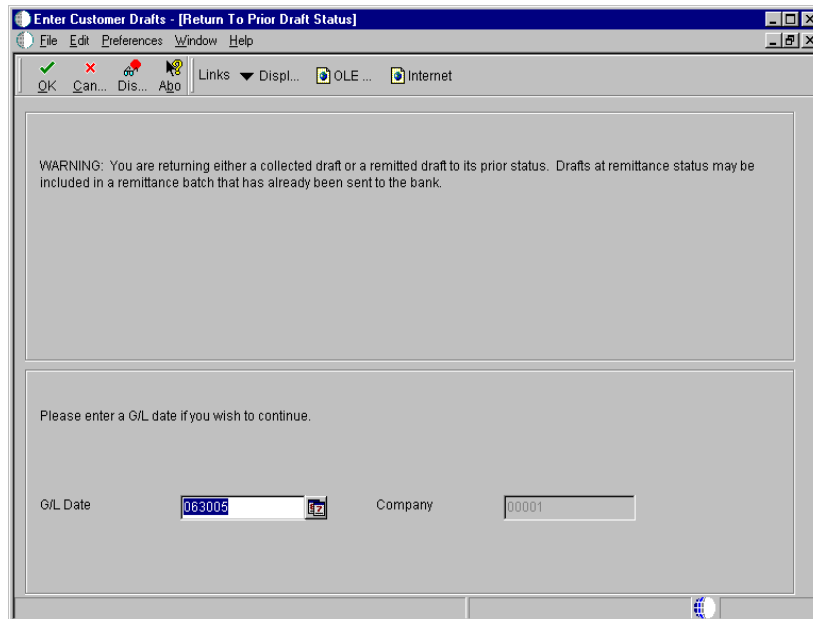 Enter Customer Drafts - [Return To Prior Draft Status]
File Edit Preferences Window Help
OK Can... Dis... Abo Links Displ... OLE ... Internet
WARNING: You are returning either a collected draft or a remitted draft to its prior status. Drafts at remittance status may be
included in a remittance batch that has already been sent to the bank.
Please enter a G/L date if you wish to continue.
G/L Date 063005 Company 00001